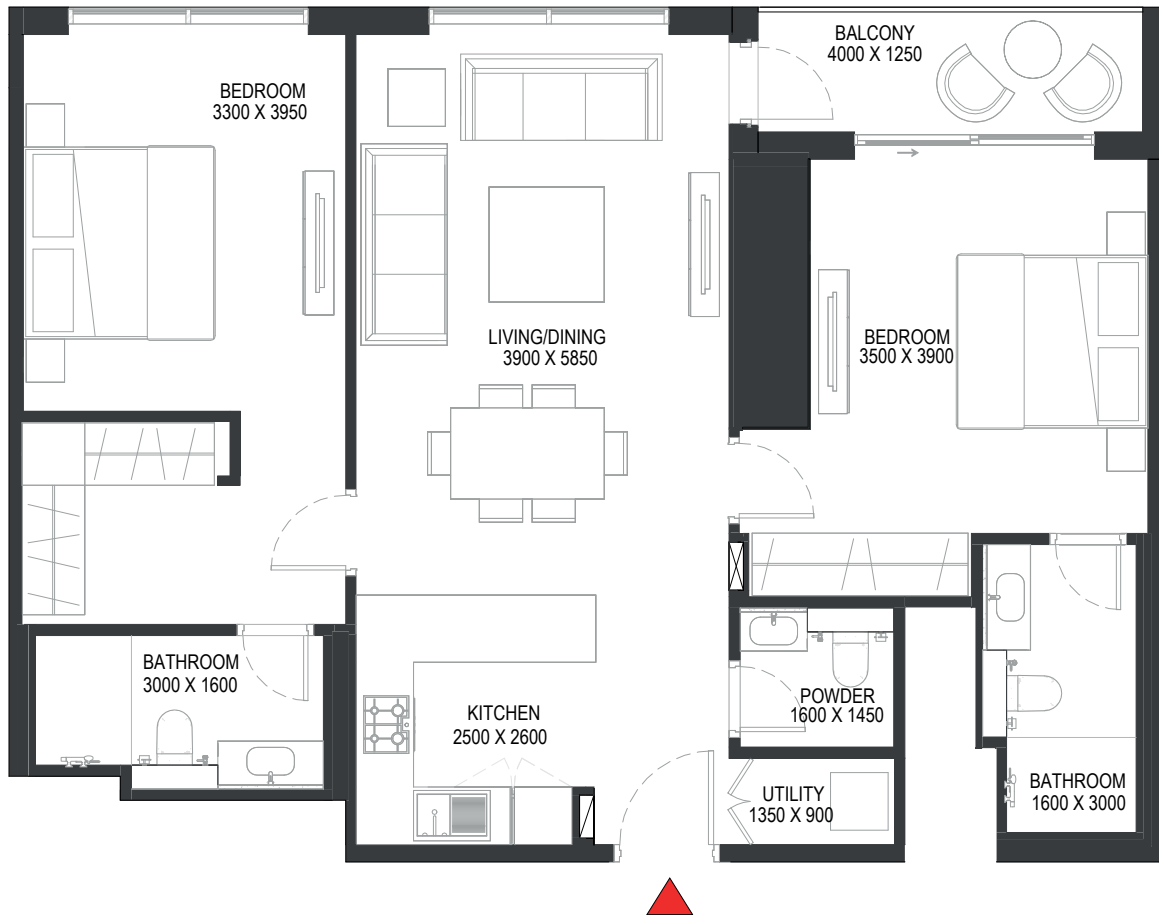 BALCONY
4000 X 1250
BEDROOM
3300 X 3950
LIVING/DINING
3900 X 5850
BEDROOM
3500 X 3900
BATHROOM
3000 X 1600
KITCHEN
2500 X 2600
POWDER
1600 X 1450
UTILITY
1350 X 900
BATHROOM
1600 X 3000